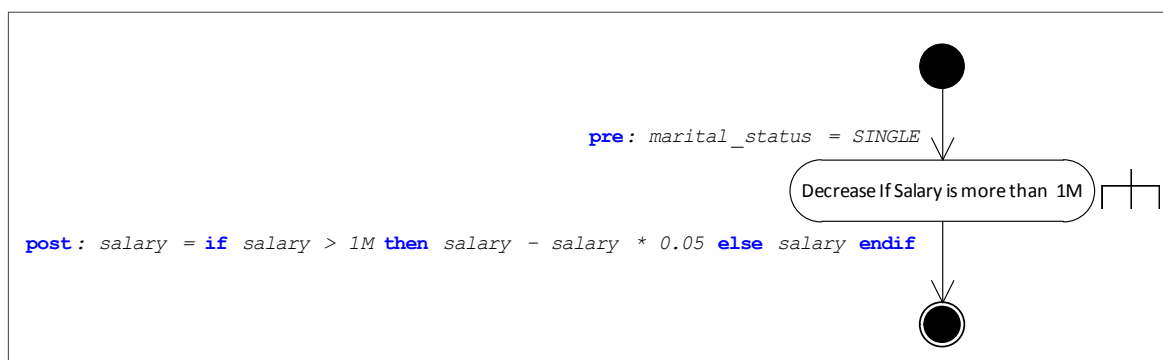 pre: marital_status = SINGLE
Decrease If Salary is more than 1M
post: salary = if salary > 1M then salary - salary * 0.05 else salary endif